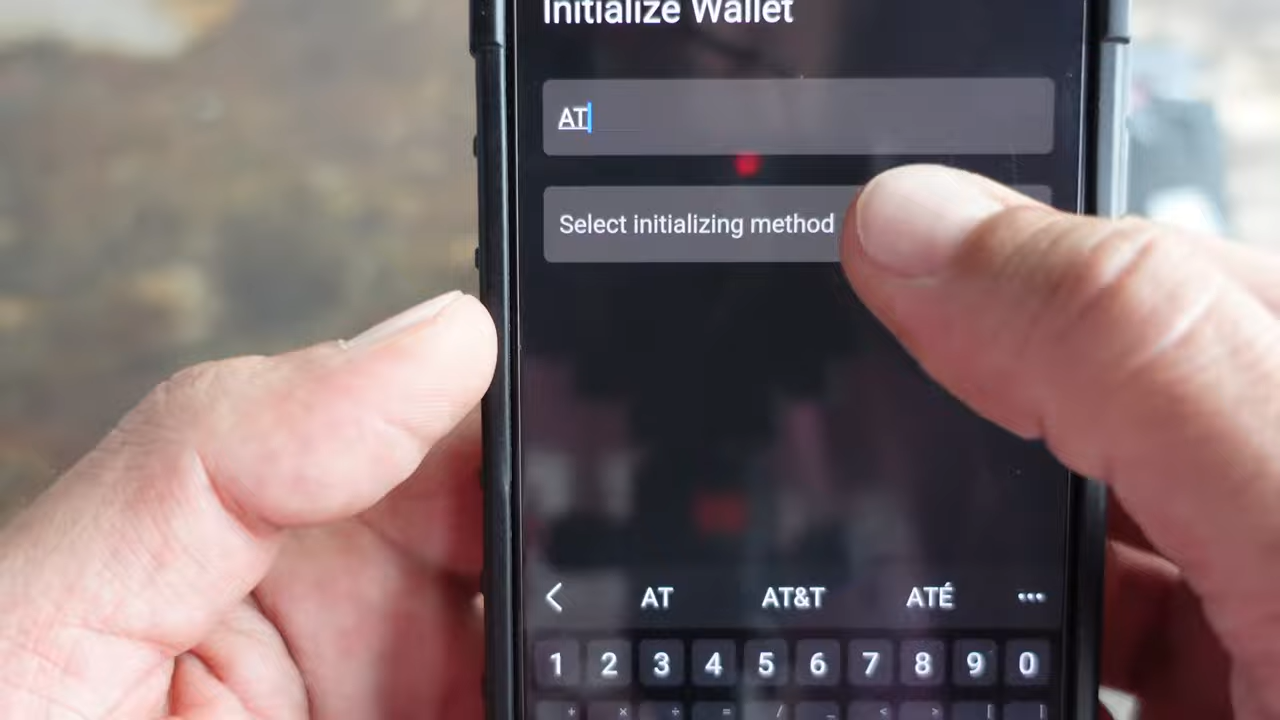 Initialize Wallet
AT
Select initializing method
AT AT&T ATÉ
1 2 3 4 5 6 7 8 9 0
+ × ÷ = / _ < > [ ]